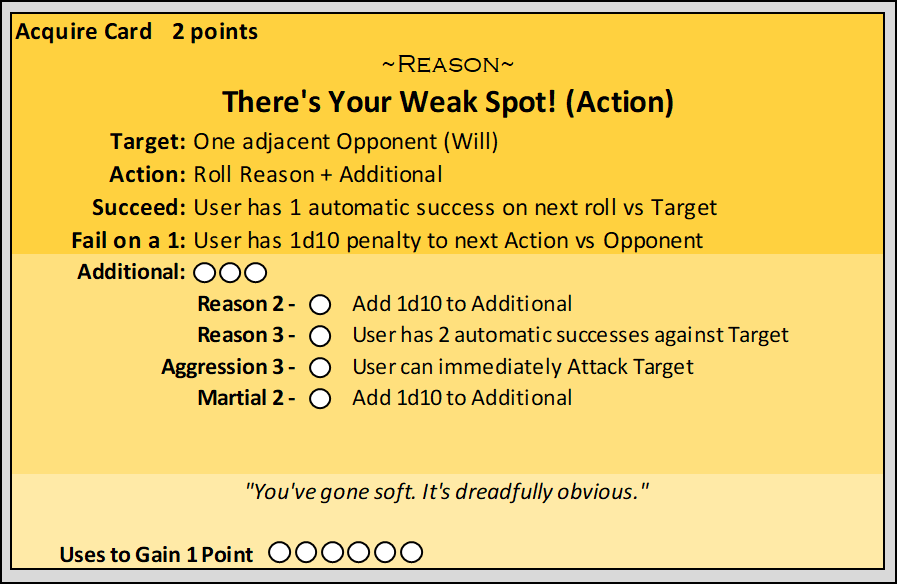 Acquire Card 2 points
~Reason~
There's Your Weak Spot! (Action)
Target: One adjacent Opponent (Will)
Action: Roll Reason + Additional
Succeed: User has 1 automatic success on next roll vs Target
Fail on a 1: User has 1d10 penalty to next Action vs Opponent
Additional:
Reason 2 - Add 1d10 to Additional
Reason 3 - User has 2 automatic successes against Target
Aggression 3 - User can immediately Attack Target
Martial 2 - Add 1d10 to Additional
"You've gone soft. It's dreadfully obvious."
Uses to Gain 1 Point